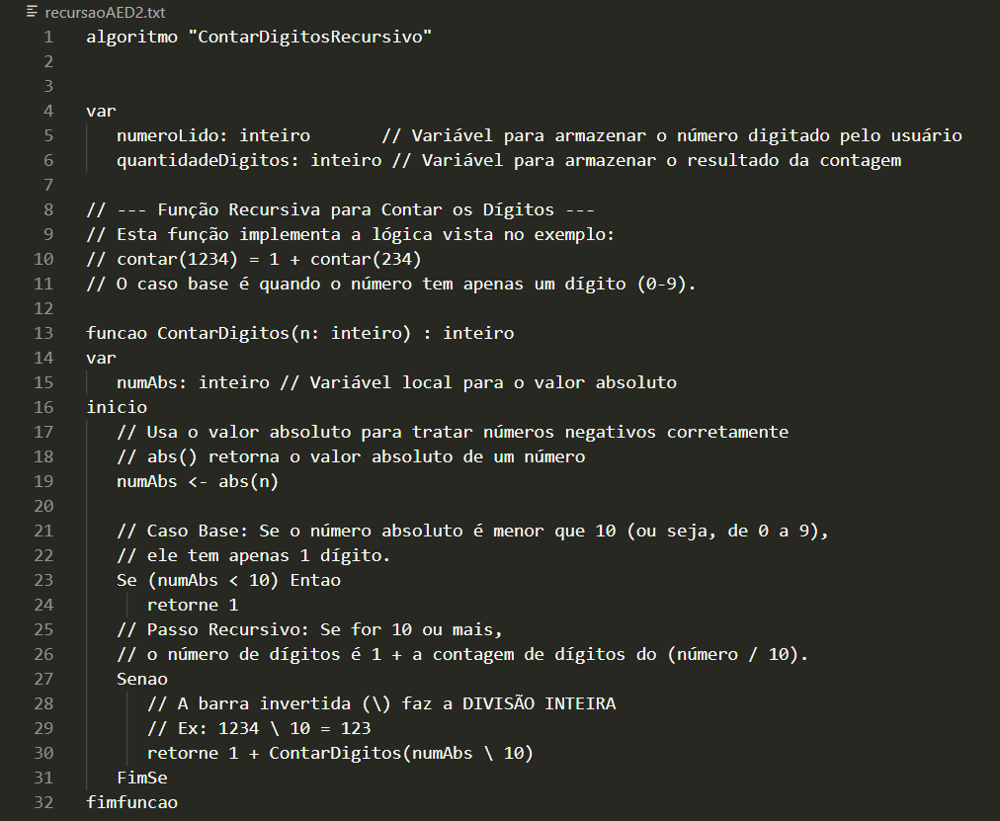 recursaoAED2.txt
1 algoritmo "ContarDigitosRecursivo"
2
3
4 var
5 numeroLido: inteiro // Variável para armazenar o número digitado pelo usuário
6 quantidadeDigitos: inteiro // Variável para armazenar o resultado da contagem
7
8 // --- Função Recursiva para Contar os Dígitos ---
9 // Esta função implementa a lógica vista no exemplo:
10 // contar(1234) = 1 + contar(234)
11 // O caso base é quando o número tem apenas um dígito (0-9).
12
13 funcao ContarDigitos(n: inteiro) : inteiro
14 var
15 numAbs: inteiro // Variável local para o valor absoluto
16 inicio
17 // Usa o valor absoluto para tratar números negativos corretamente
18 // abs() retorna o valor absoluto de um número
19 numAbs <- abs(n)
20
21 // Caso Base: Se o número absoluto é menor que 10 (ou seja, de 0 a 9),
22 // ele tem apenas 1 dígito.
23 Se (numAbs < 10) Entao
24 retorne 1
25 // Passo Recursivo: Se for 10 ou mais,
26 // o número de dígitos é 1 + a contagem de dígitos do (número / 10).
27 Senao
28 // A barra invertida (\) faz a DIVISÃO INTEIRA
29 // Ex: 1234 \ 10 = 123
30 retorne 1 + ContarDigitos(numAbs \ 10)
31 FimSe
32 fimfuncao